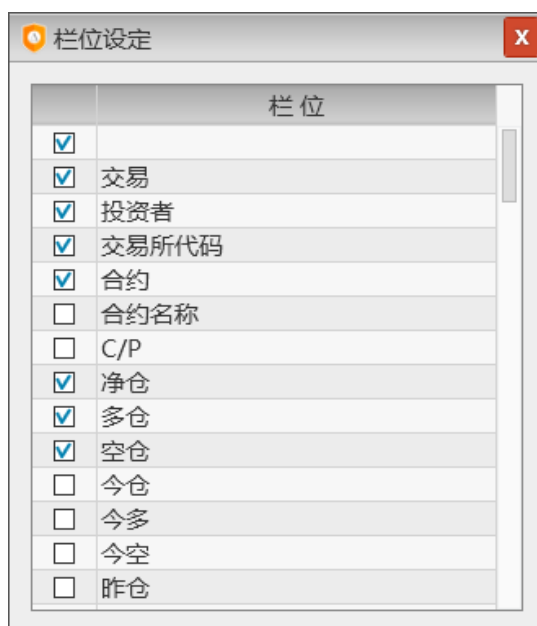 栏位设定
X
栏 位
交易
投资者
交易所代码
合约
合约名称
C/P
净仓
多仓
空仓
今仓
今多
今空
昨仓